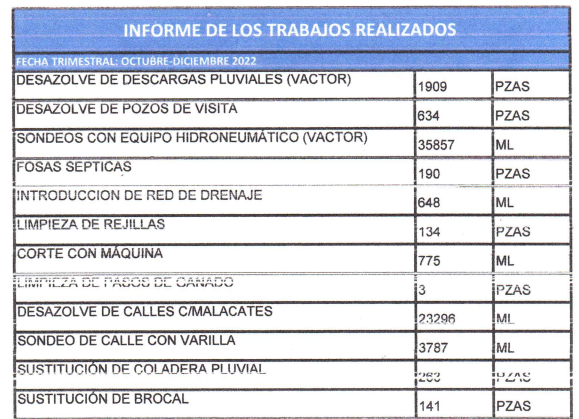 INFORME DE LOS TRABAJOS REALIZADOS
FECHA TRIMESTRAL: OCTUBRE-DICIEMBRE 2022
DESAZOLVE DE DESCARGAS PLUVIALES (VACTOR) 1909 PZAS
DESAZOLVE DE POZOS DE VISITA 634 PZAS
SONDEOS CON EQUIPO HIDRONEUMÁTICO (VACTOR) 35857 ML
FOSAS SEPTICAS 190 PZAS
INTRODUCCION DE RED DE DRENAJE 648 ML
LIMPIEZA DE REJILLAS 134 PZAS
CORTE CON MÁQUINA 775 ML
LIMPIEZA DE PASOS DE GANADO 3 PZAS
DESAZOLVE DE CALLES C/MALACATES 23296 ML
SONDEO DE CALLE CON VARILLA 3787 ML
SUSTITUCIÓN DE COLADERA PLUVIAL 263 PZAS
SUSTITUCIÓN DE BROCAL 141 PZAS